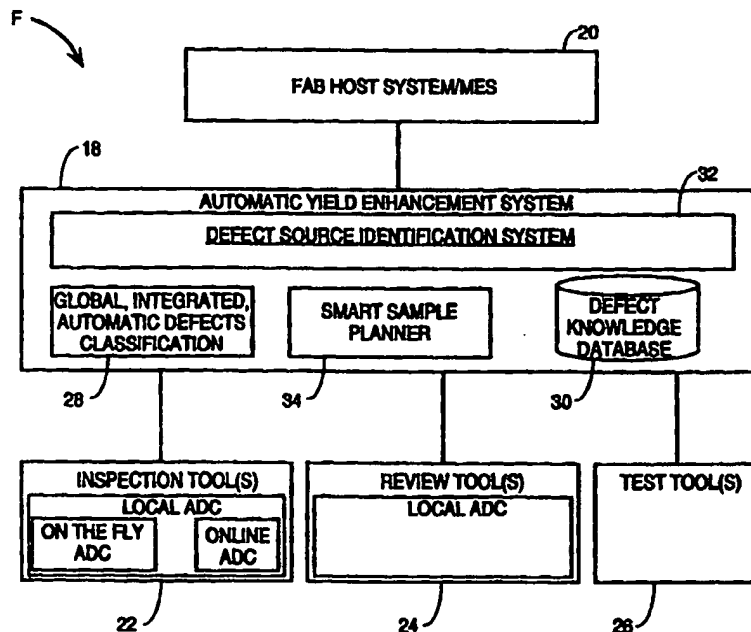 F
20
FAB HOST SYSTEM/MES
18
AUTOMATIC YIELD ENHANCEMENT SYSTEM
32
DEFECT SOURCE IDENTIFICATION SYSTEM
GLOBAL, INTEGRATED,
AUTOMATIC DEFECTS
CLASSIFICATION
SMART SAMPLE
PLANNER
DEFECT
KNOWLEDGE
DATABASE
28
34
30
INSPECTION TOOL(S)
LOCAL ADC
ON THE FLY
ADC
ONLINE
ADC
REVIEW TOOL(S)
LOCAL ADC
TEST TOOL(S)
22
24
26